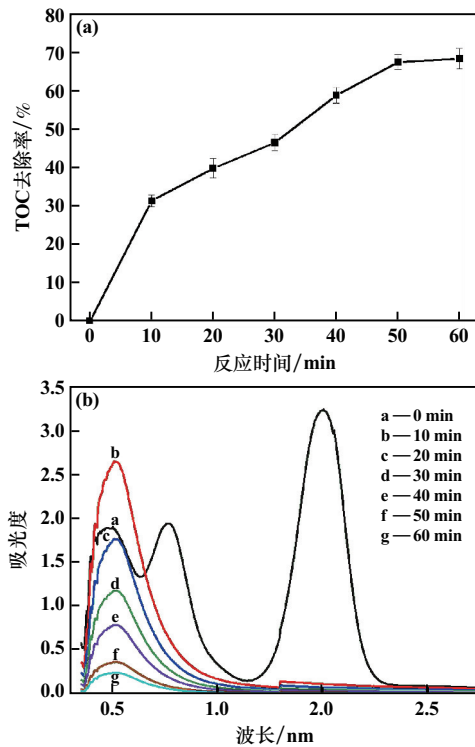 (a)
80
70
60
50
40
30
20
10
0
TOC去除率/%
0 10 20 30 40 50 60
反应时间/min
(b)
3.5
3.0
2.5
2.0
1.5
1.0
0.5
0.0
吸光度
b
a
c
d
e
f
g
a — 0 min
b — 10 min
c — 20 min
d — 30 min
e — 40 min
f — 50 min
g — 60 min
0.5 1.0 2.0 2.5
波长/nm